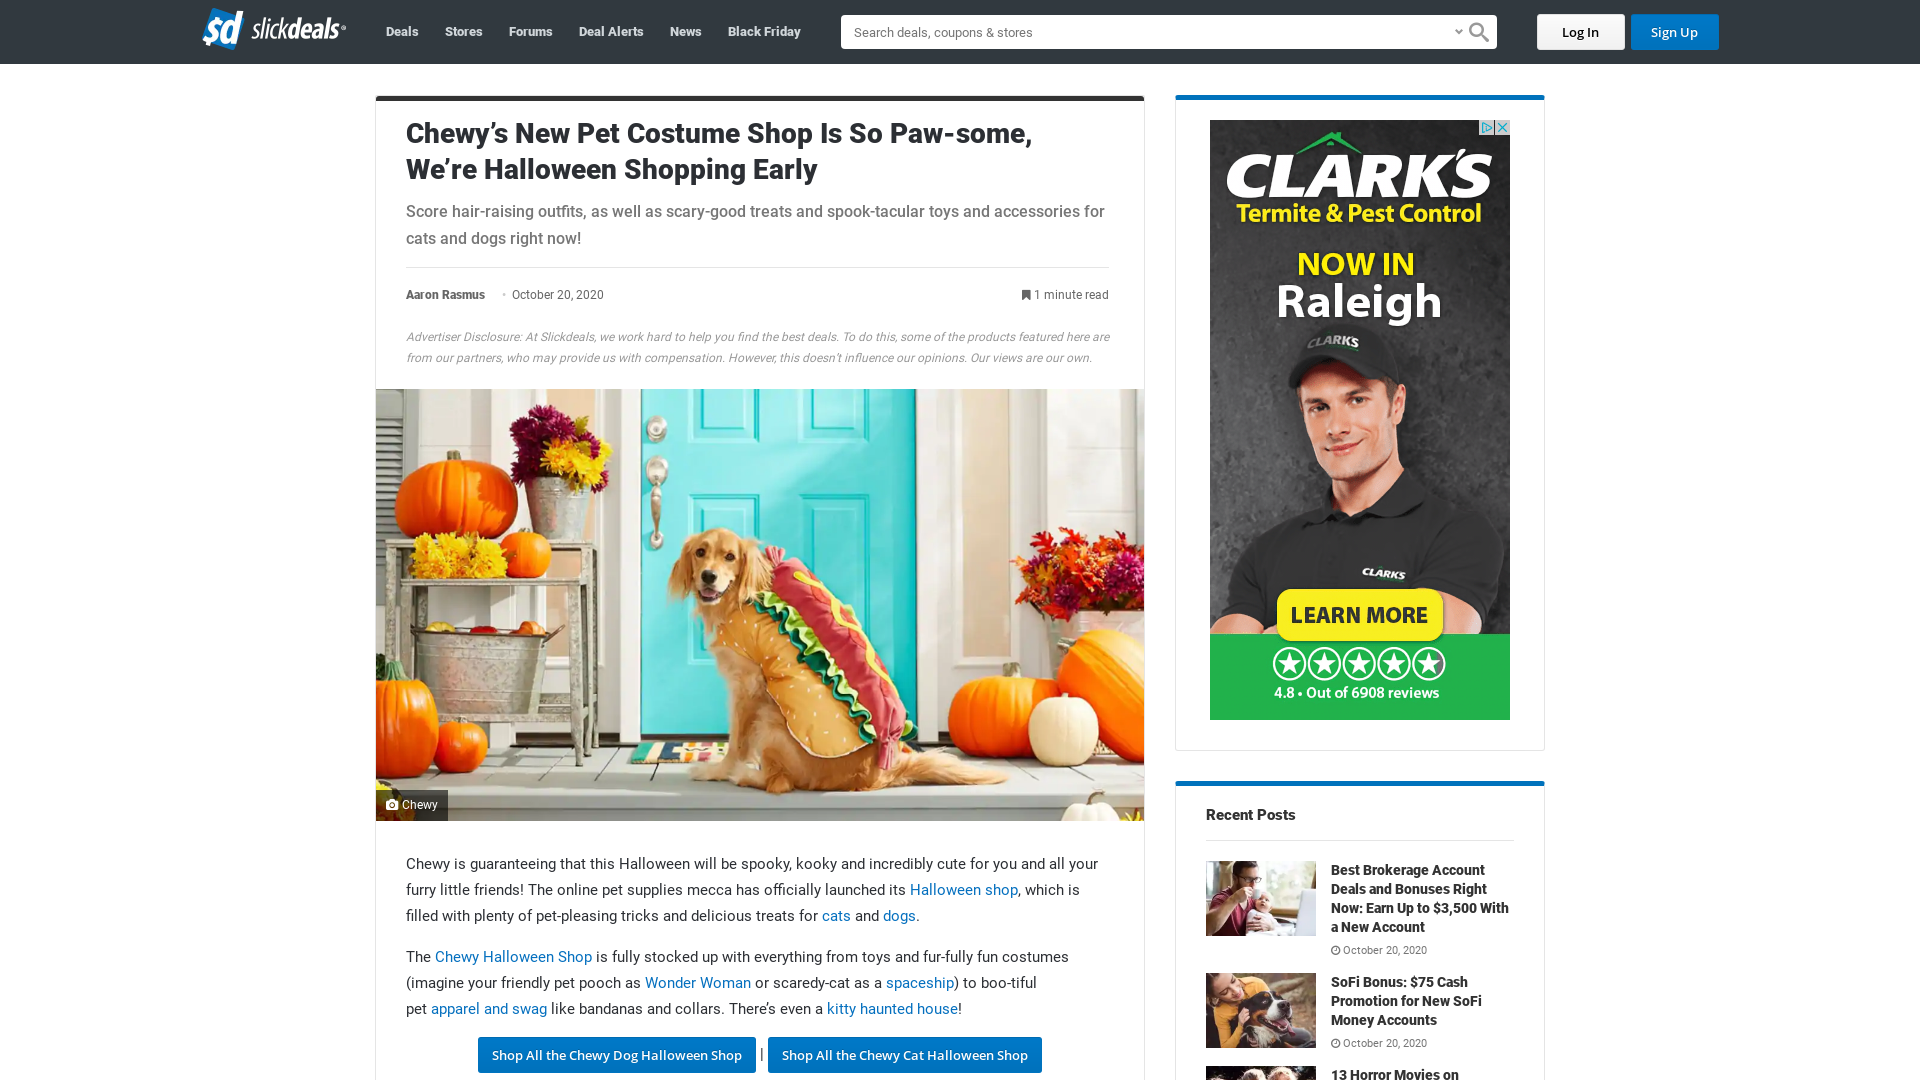 $d slickdeals®
Deals
Stores
Forums
Deal Alerts
News
Black Friday
Search deals, coupons & stores
Log In
Sign Up
Chewy’s New Pet Costume Shop Is So Paw-some,
We’re Halloween Shopping Early
Score hair-raising outfits, as well as scary-good treats and spook-tacular toys and accessories for
cats and dogs right now!
Aaron Rasmus • October 20, 2020
1 minute read
Advertiser Disclosure: At Slickdeals, we work hard to help you find the best deals. To do this, some of the products featured here are
from our partners, who may provide us with compensation. However, this doesn’t influence our opinions. Our views are our own.
Chewy
Chewy is guaranteeing that this Halloween will be spooky, kooky and incredibly cute for you and all your
furry little friends! The online pet supplies mecca has officially launched its Halloween shop, which is
filled with plenty of pet-pleasing tricks and delicious treats for cats and dogs.
The Chewy Halloween Shop is fully stocked up with everything from toys and fur-fully fun costumes
(imagine your friendly pet pooch as Wonder Woman or scaredy-cat as a spaceship) to boo-tiful
pet apparel and swag like bandanas and collars. There’s even a kitty haunted house!
Shop All the Chewy Dog Halloween Shop | Shop All the Chewy Cat Halloween Shop
CLARK'S
Termite & Pest Control
NOW IN
Raleigh
CLARK'S
CLARK'S
LEARN MORE
4.8 • Out of 6908 reviews
Recent Posts
Best Brokerage Account
Deals and Bonuses Right
Now: Earn Up to $3,500 With
a New Account
October 20, 2020
SoFi Bonus: $75 Cash
Promotion for New SoFi
Money Accounts
October 20, 2020
13 Horror Movies on